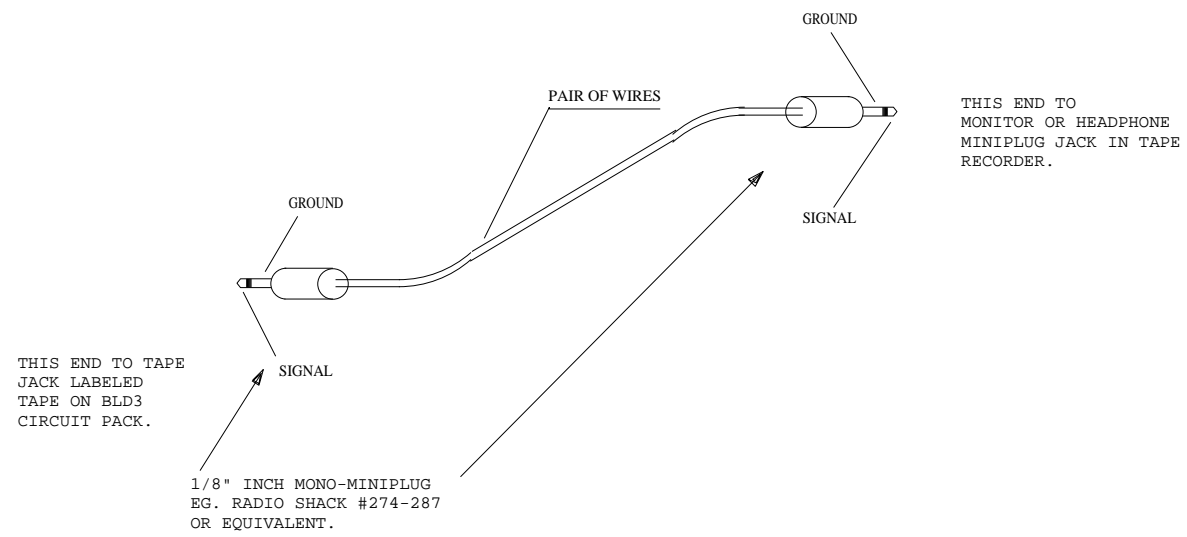 GROUND
PAIR OF WIRES
THIS END TO
MONITOR OR HEADPHONE
MINIPLUG JACK IN TAPE
RECORDER.
GROUND
SIGNAL
THIS END TO TAPE
JACK LABELED
TAPE ON BLD3
CIRCUIT PACK.
SIGNAL
1/8" INCH MONO-MINIPLUG
EG. RADIO SHACK #274-287
OR EQUIVALENT.